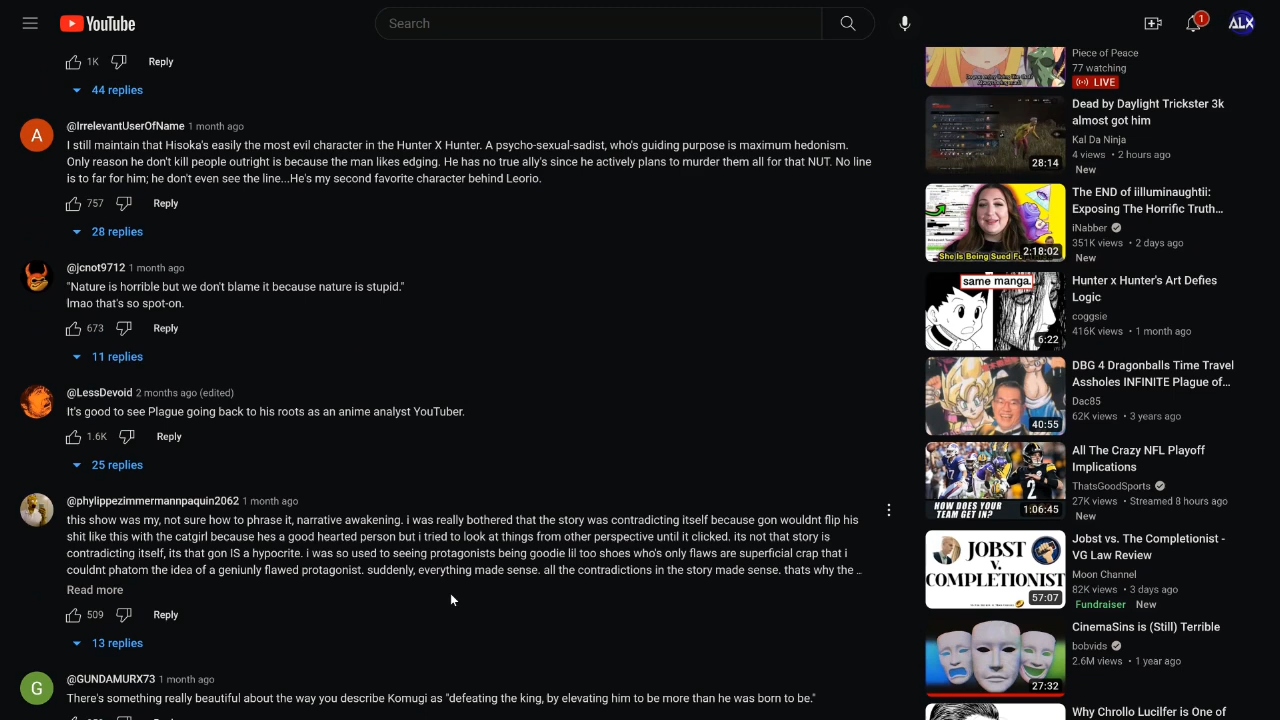 YouTube
Search
1
ALX
1K
Reply
44 replies
A
@IrrelevantUserOfName 1 month ago
I still maintain that Hisoka's easily the most evil character in the Hunter X Hunter. A psycho-sexual-sadist, who's guiding purpose is maximum hedonism.
Only reason he don't kill people outright is because the man likes edging. He has no true ally's since he actively plans to murder them all for that NUT. No line
is to far for him; he don't even see the line...He's my second favorite character behind Leorio.
757
Reply
28 replies
@jcnot9712 1 month ago
"Nature is horrible but we don't blame it because nature is stupid."
lmao that's so spot-on.
673
Reply
11 replies
@LessDevoid 2 months ago (edited)
It's good to see Plague going back to his roots as an anime analyst YouTuber.
1.6K
Reply
25 replies
@phylippezimmermannpaquin2062 1 month ago
this show was my, not sure how to phrase it, narrative awakening. i was really bothered that the story was contradicting itself because gon wouldnt flip his
shit like this with the catgirl because hes a good hearted person but i tried to look at things from other perspective until it clicked. its not that story is
contradicting itself, its that gon IS a hypocrite. i was so used to seeing protagonists being goodie lil too shoes who's only flaws are superficial crap that i
couldnt phatom the idea of a geniunly flawed protagonist. suddenly, everything made sense. all the contradictions in the story made sense. thats why the ...
Read more
509
Reply
13 replies
G
@GUNDAMURX73 1 month ago
There's something really beautiful about the way you describe Komugi as "defeating the king, by elevating him to be more than he was born to be."
Piece of Peace
77 watching
LIVE
28:14
Dead by Daylight Trickster 3k
almost got him
Kal Da Ninja
4 views • 2 hours ago
New
She Is Being Sued
2:18:02
The END of iilluminaughtii:
Exposing The Horrific Truth...
iNabber
351K views • 2 days ago
New
same manga.
6:22
Hunter x Hunter's Art Defies
Logic
coggsie
416K views • 1 month ago
40:55
DBG 4 Dragonballs Time Travel
Assholes INFINITE Plague of...
Dac85
62K views • 3 years ago
HOW DOES YOUR
TEAM GET IN?
1:06:45
All The Crazy NFL Playoff
Implications
ThatsGoodSports
27K views • Streamed 8 hours ago
New
JOBST
V.
COMPLETIONIST
57:07
Jobst vs. The Completionist -
VG Law Review
Moon Channel
82K views • 3 days ago
Fundraiser New
27:32
CinemaSins is (Still) Terrible
bobvids
2.6M views • 1 year ago
Why Chrollo Lucifer is One of